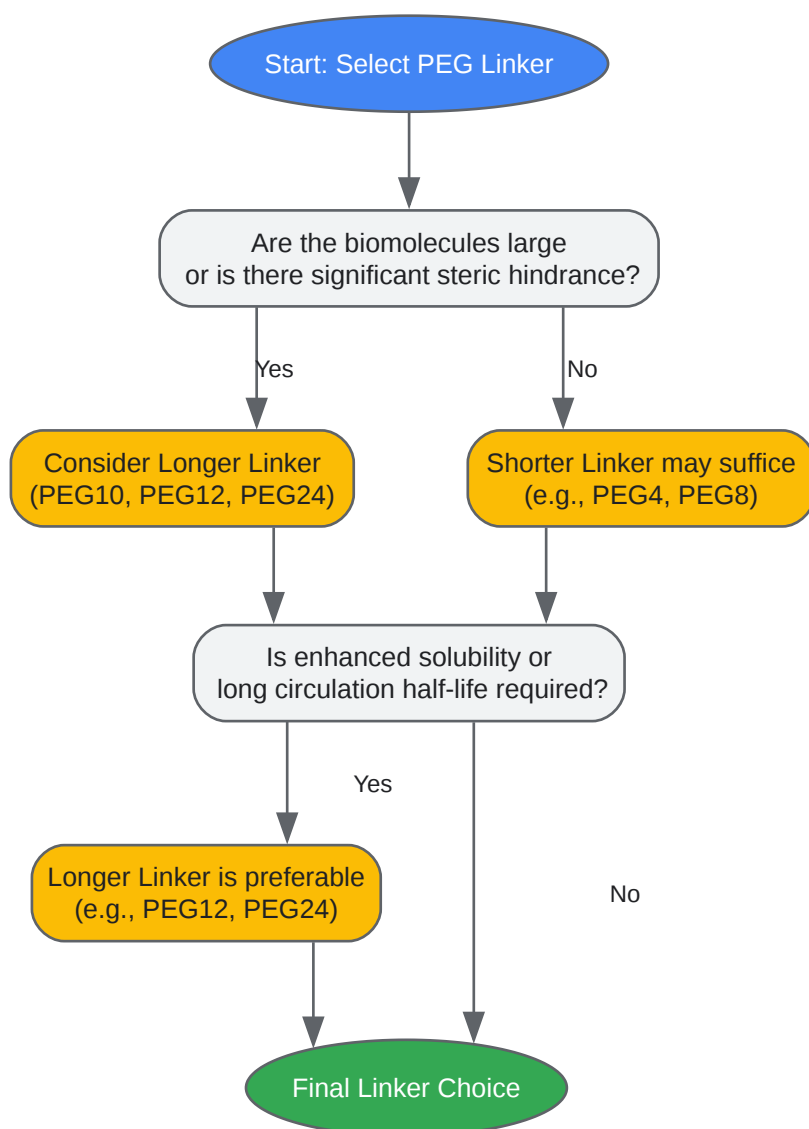 Start: Select PEG Linker
Are the biomolecules large
or is there significant steric hindrance?
Yes
No
Consider Longer Linker
(PEG10, PEG12, PEG24)
Shorter Linker may suffice
(e.g., PEG4, PEG8)
Is enhanced solubility or
long circulation half-life required?
Yes
Longer Linker is preferable
(e.g., PEG12, PEG24)
No
Final Linker Choice